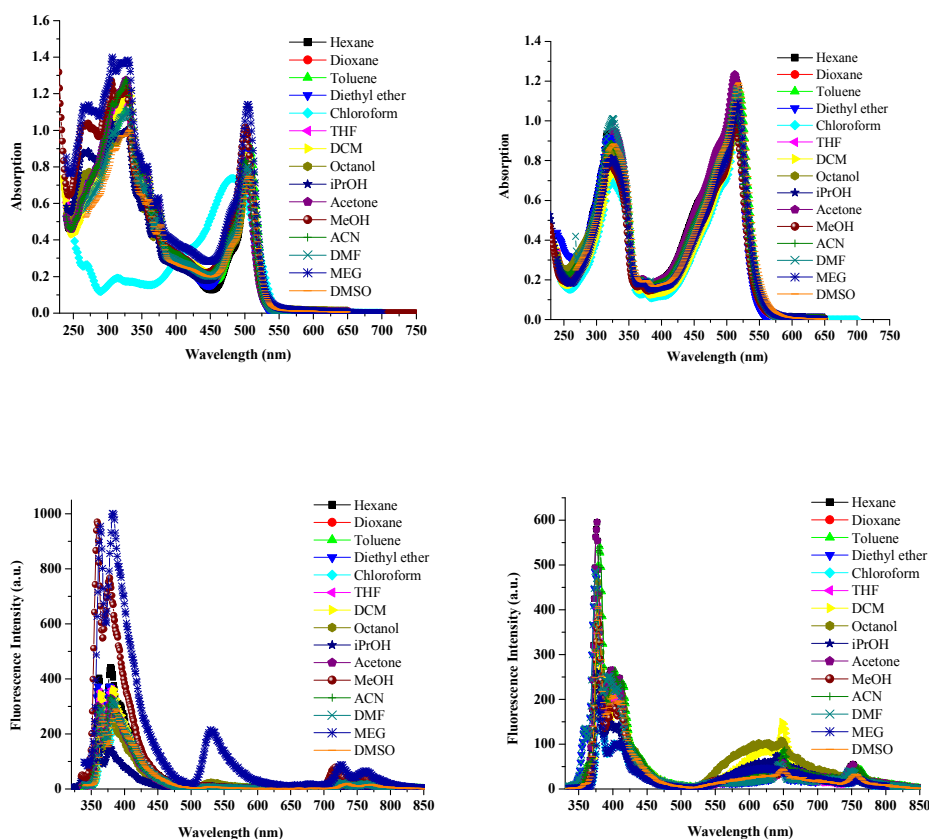 1.6
1.4
1.2
1.0
0.8
0.6
0.4
0.2
0.0
Absorption
250 300 350 400 450 500 550 600 650 700 750
Wavelength (nm)
Hexane
Dioxane
Toluene
Diethyl ether
Chloroform
THF
DCM
Octanol
iPrOH
Acetone
MeOH
ACN
DMF
MEG
DMSO
1.4
1.2
1.0
0.8
0.6
0.4
0.2
0.0
Absorption
250 300 350 400 450 500 550 600 650 700 750
Wavelength (nm)
Hexane
Dioxane
Toluene
Diethyl ether
Chloroform
THF
DCM
Octanol
iPrOH
Acetone
MeOH
ACN
DMF
MEG
DMSO
1000
800
600
400
200
0
Fluorescence Intensity (a.u.)
350 400 450 500 550 600 650 700 750 800 850
Wavelength (nm)
Hexane
Dioxane
Toluene
Diethyl ether
Chloroform
THF
DCM
Octanol
iPrOH
Acetone
MeOH
ACN
DMF
MEG
DMSO
600
500
400
300
200
100
0
Fluorescence Intensity (a.u.)
350 400 450 500 550 600 650 700 750 800 850
Wavelength (nm)
Hexane
Dioxane
Toluene
Diethyl ether
Chloroform
THF
DCM
Octanol
iPrOH
Acetone
MeOH
ACN
DMF
MEG
DMSO